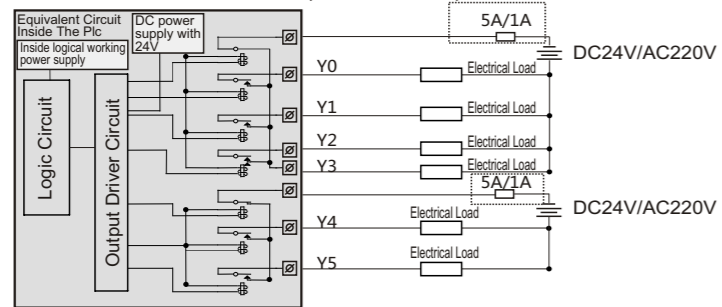 Equivalent Circuit
Inside The Plc
Inside logical working
power supply
DC power
supply with
24V
Logic Circuit
Output Driver Circuit
5A/1A
DC24V/AC220V
Y0
Electrical Load
Y1
Electrical Load
Y2
Electrical Load
Y3
Electrical Load
5A/1A
DC24V/AC220V
Y4
Electrical Load
Y5
Electrical Load